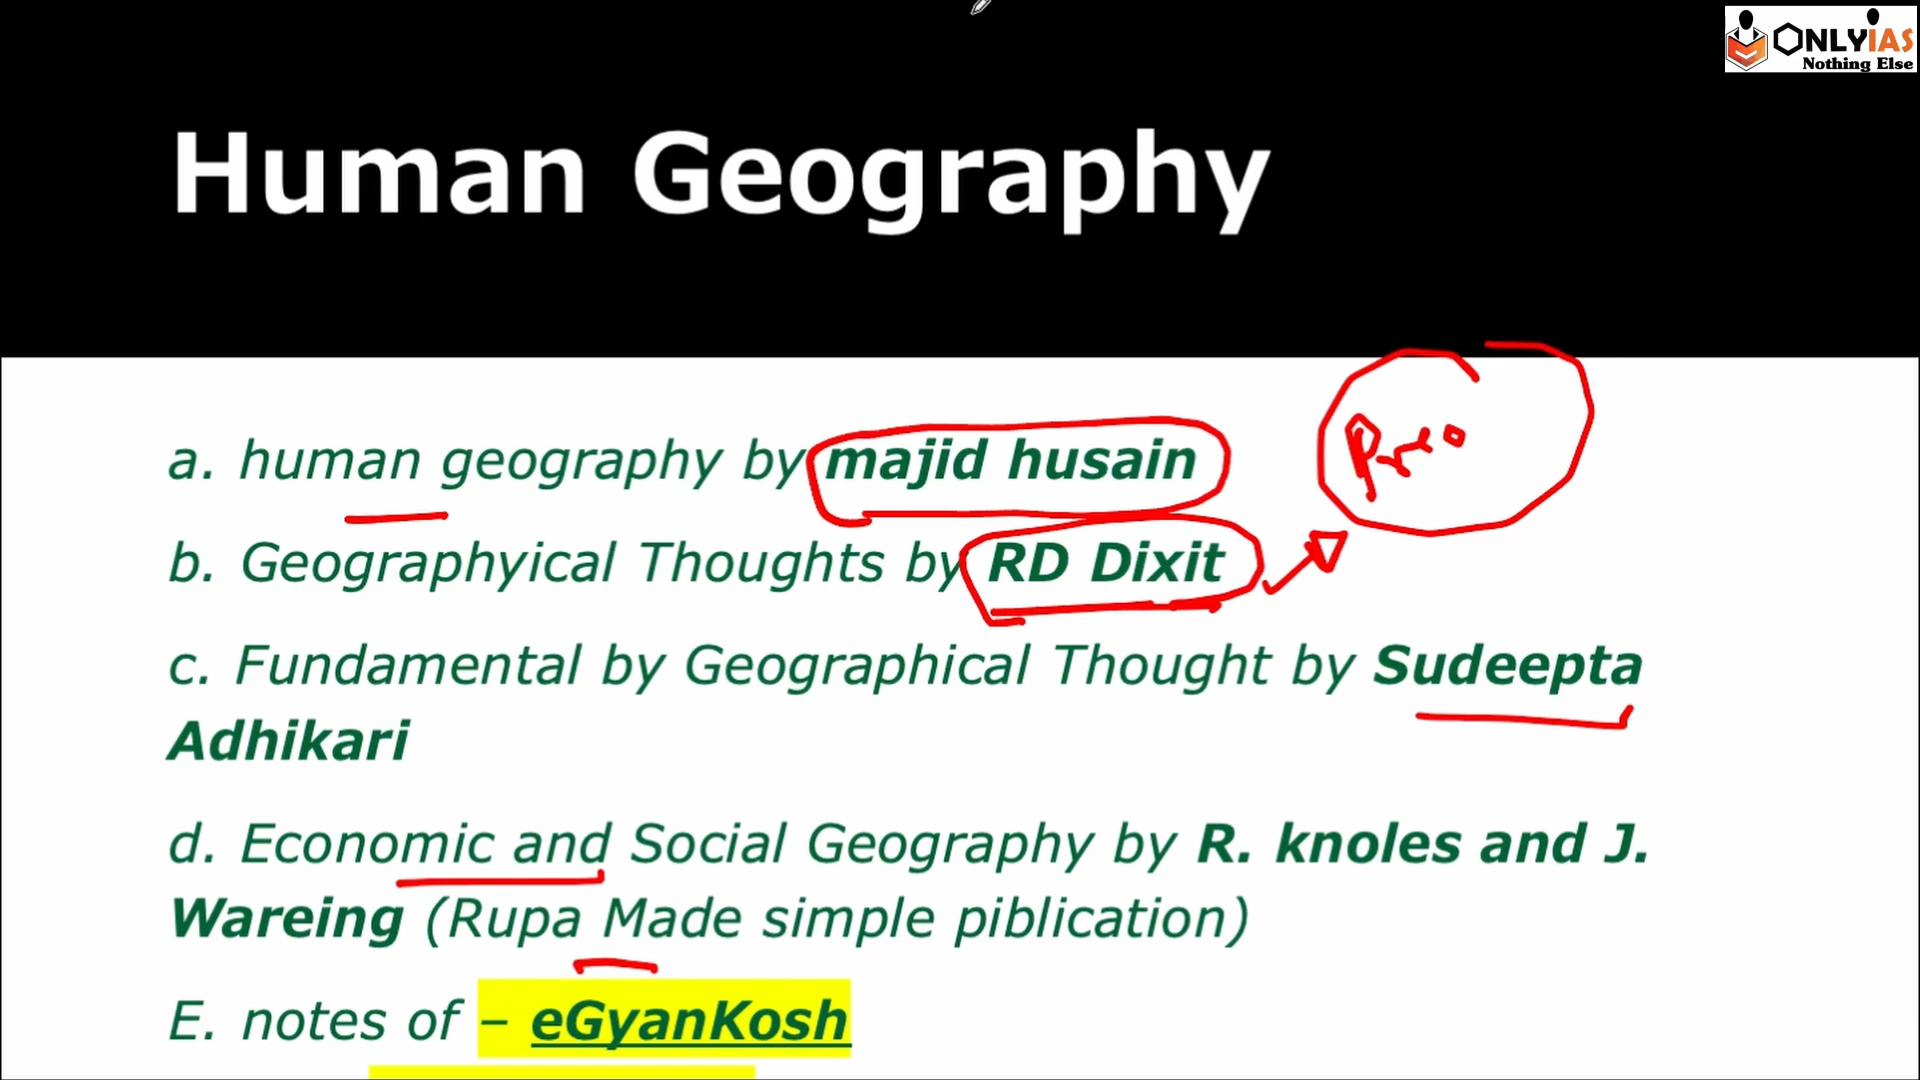 ONLYIAS
Nothing Else
Human Geography
a. human geography by majid husain
b. Geographyical Thoughts by RD Dixit
c. Fundamental by Geographical Thought by Sudeepta
Adhikari
d. Economic and Social Geography by R. knoles and J.
Wareing (Rupa Made simple piblication)
E. notes of – eGyanKosh